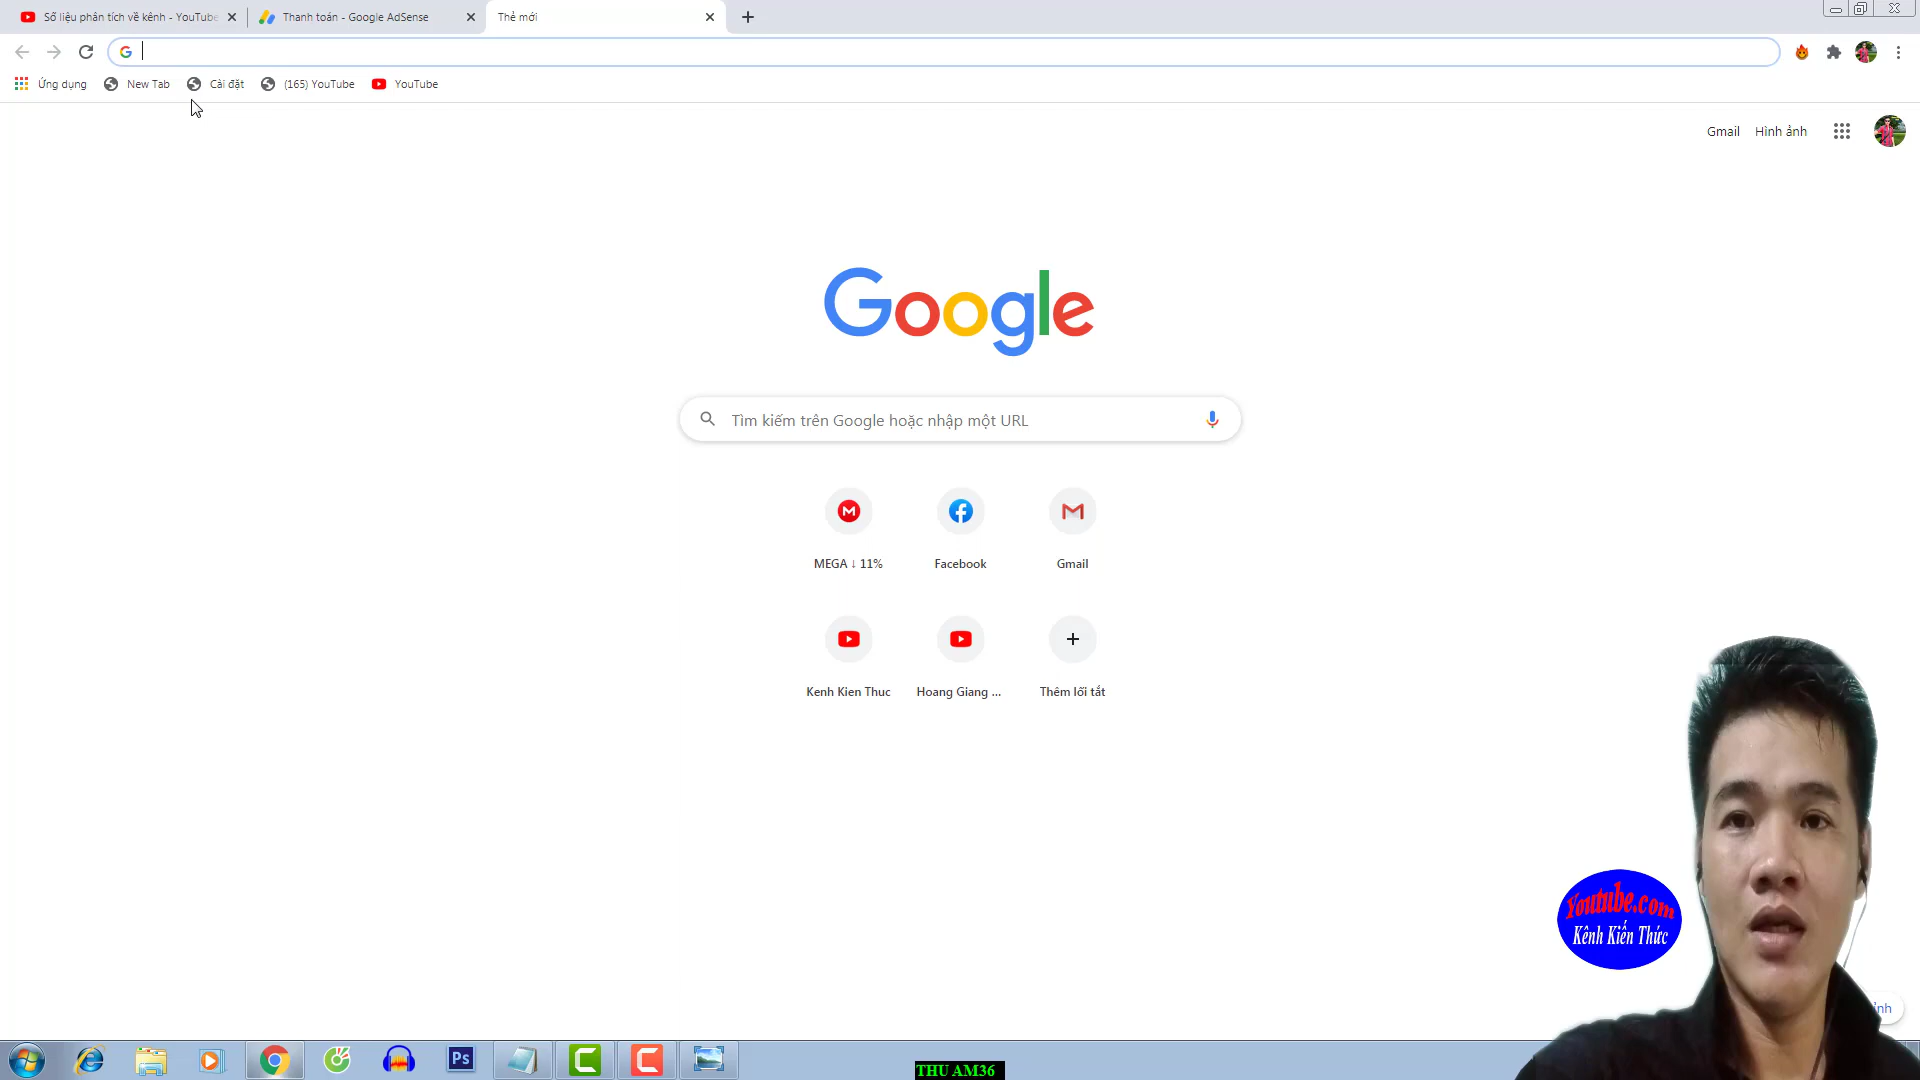 Số liệu phân tích về kênh - YouTube
Thanh toán - Google AdSense
Thẻ mới
Ứng dụng
New Tab
Cài đặt
(165) YouTube
YouTube
Gmail
Hình ảnh
Google
Tìm kiếm trên Google hoặc nhập một URL
MEGA ↓ 11%
Facebook
Gmail
Kenh Kien Thuc
Hoang Giang ...
Thêm lối tắt
Youtube.com
Kênh Kiến Thức
Ps
THU AM36